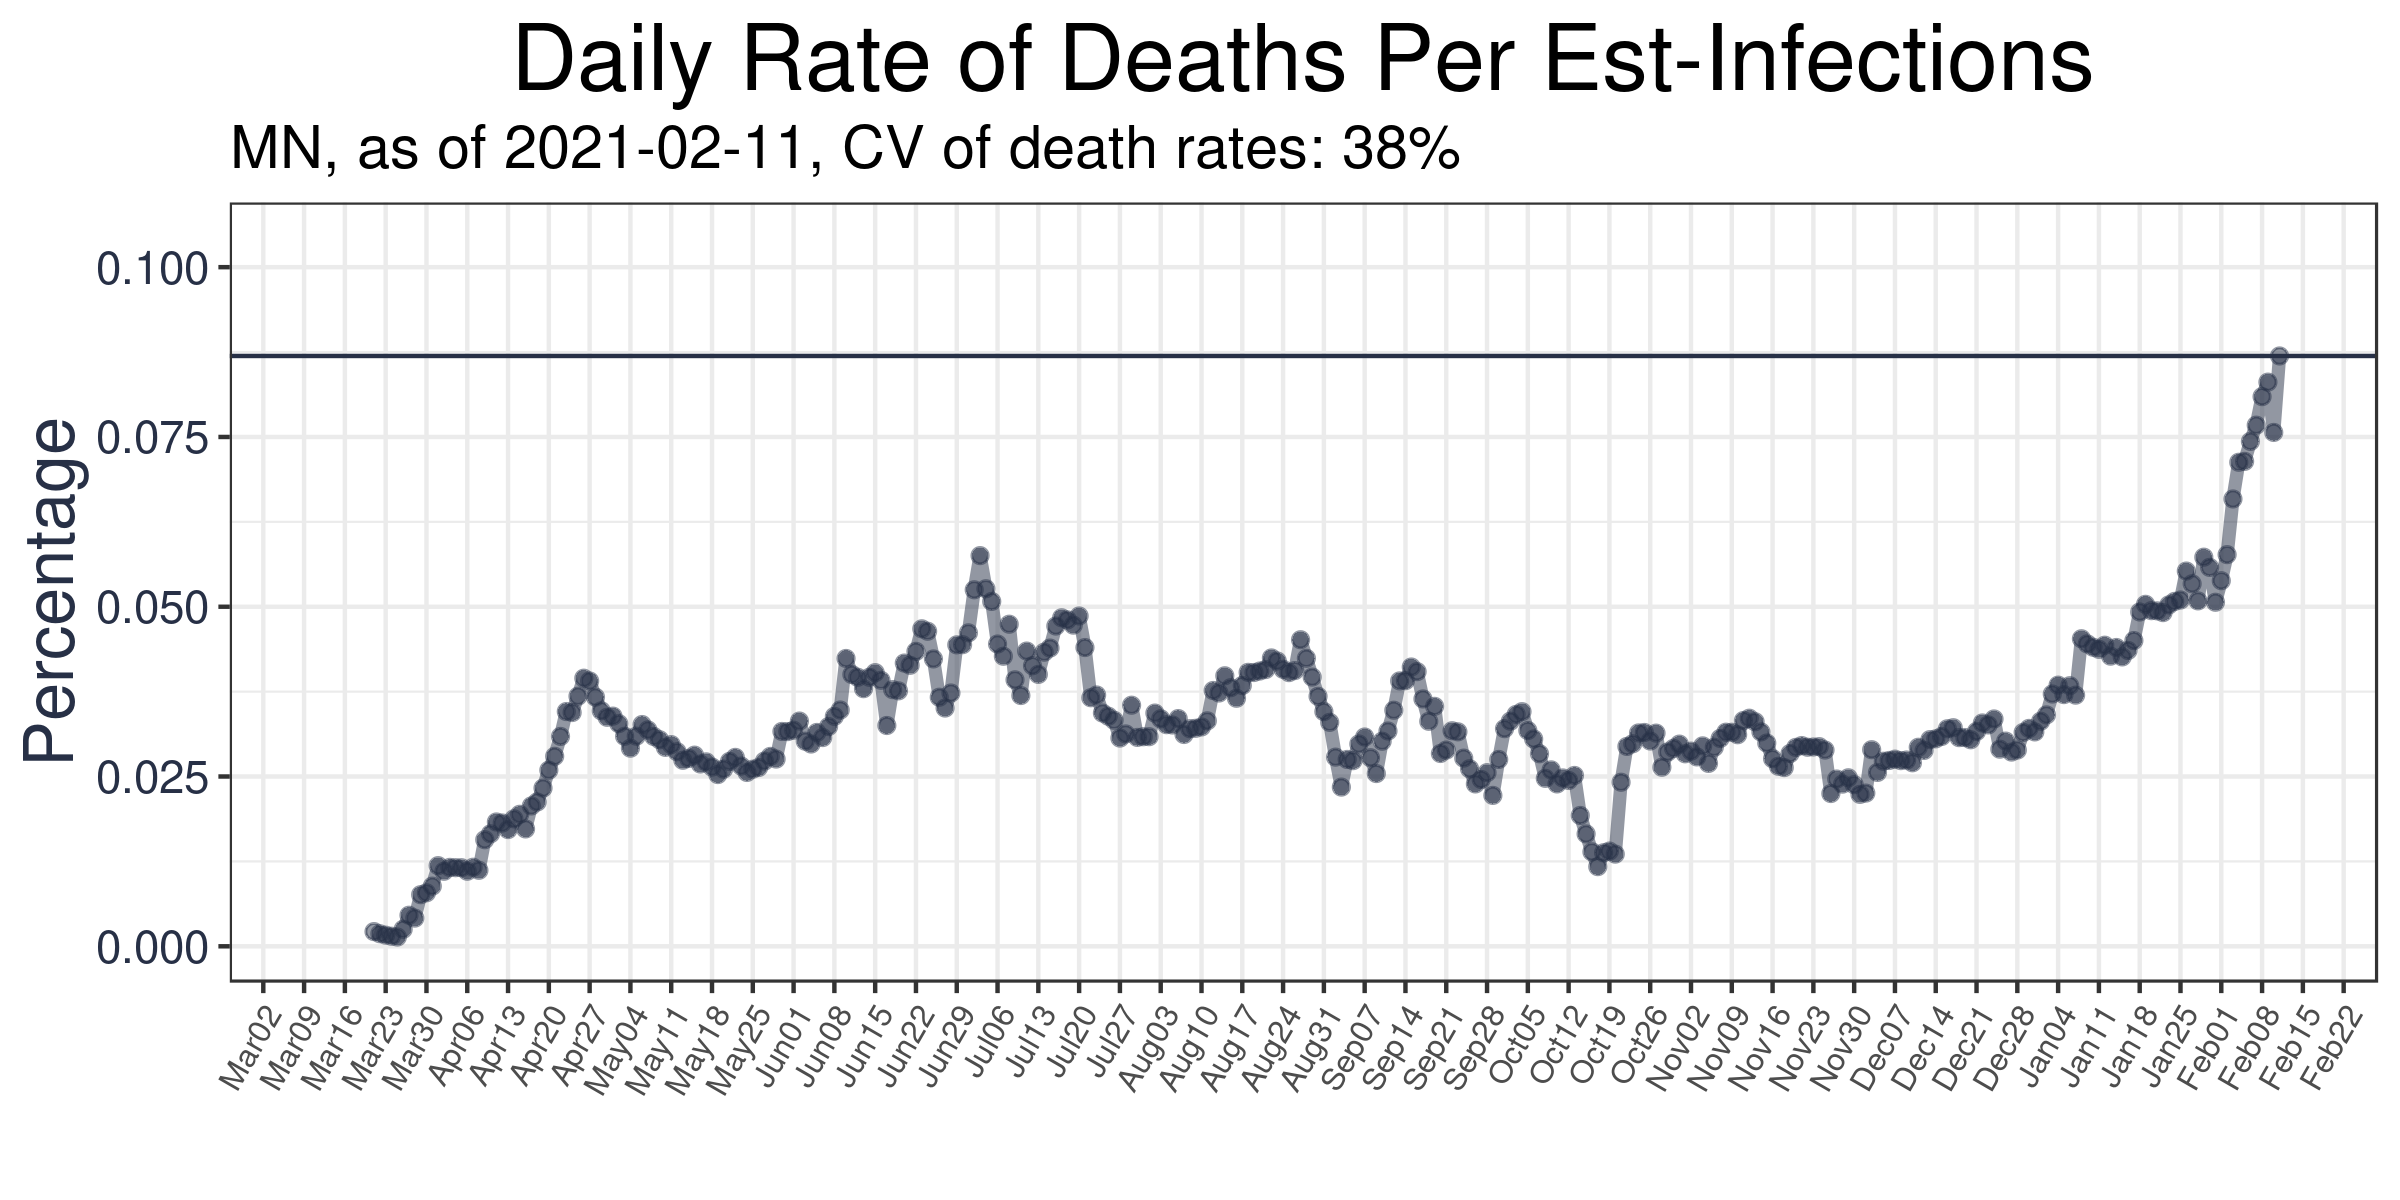 Daily Rate of Deaths Per Est-Infections
MN, as of 2021-02-11, CV of death rates: 38%
Percentage
0.100
0.075
0.050
0.025
0.000
Mar02
Mar09
Mar16
Mar23
Mar30
Apr06
Apr13
Apr20
Apr27
May04
May11
May18
May25
Jun01
Jun08
Jun15
Jun22
Jun29
Jul06
Jul13
Jul20
Jul27
Aug03
Aug10
Aug17
Aug24
Aug31
Sep07
Sep14
Sep21
Sep28
Oct05
Oct12
Oct19
Oct26
Nov02
Nov09
Nov16
Nov23
Nov30
Dec07
Dec14
Dec21
Dec28
Jan04
Jan11
Jan18
Jan25
Feb01
Feb08
Feb15
Feb22